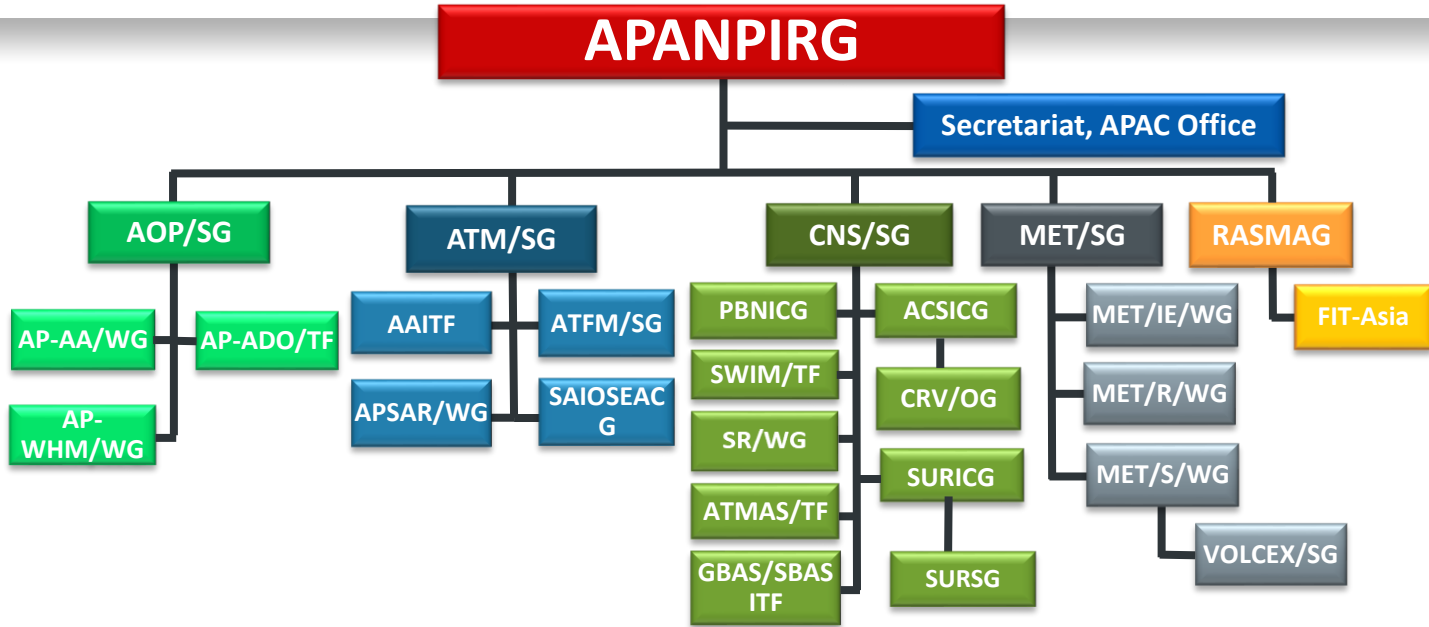 APANPIRG
Secretariat, APAC Office
AOP/SG
ATM/SG
CNS/SG
MET/SG
RASMAG
AP-AA/WG
AP-ADO/TF
AP-
WHM/WG
AAITF
ATFM/SG
APSAR/WG
SAIOSEAC
G
PBNICG
ACSICG
SWIM/TF
CRV/OG
SR/WG
SURICG
ATMAS/TF
GBAS/SBAS
ITF
SURSG
MET/IE/WG
MET/R/WG
MET/S/WG
VOLCEX/SG
FIT-Asia